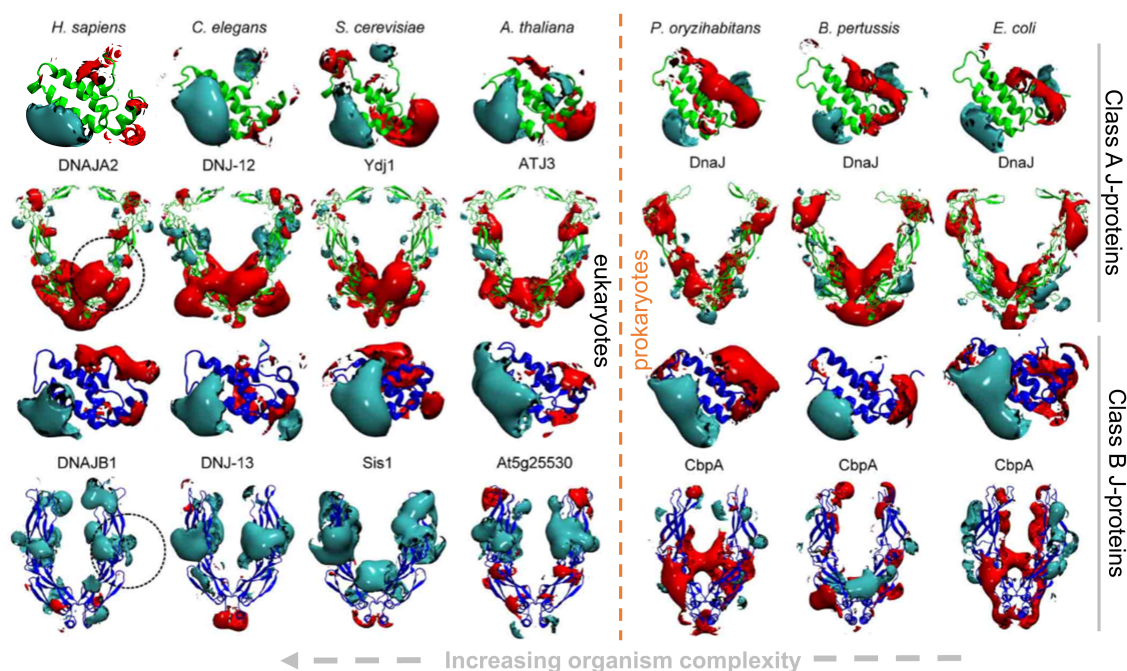 H. sapiens C. elegans S. cerevisiae A. thaliana P. oryzihabitans B. pertussis E. coli
DNAJA2 DNJ-12 Ydj1 ATJ3 DnaJ DnaJ DnaJ
Class A J-proteins
eukaryotes
prokaryotes
DNAJB1 DNJ-13 Sis1 At5g25530 CbpA CbpA CbpA
Class B J-proteins
Increasing organism complexity